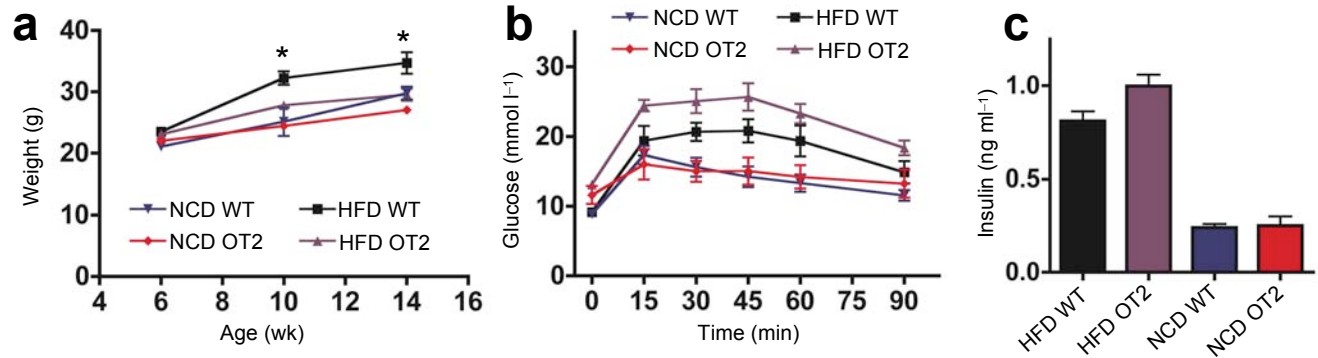 a
Weight (g)
40
30
20
10
0
NCD WT
HFD WT
NCD OT2
HFD OT2
*
*
4 6 8 10 12 14 16
Age (wk)
b
NCD WT
HFD WT
NCD OT2
HFD OT2
Glucose (mmol l⁻¹)
30
20
10
0
0 15 30 45 60 75 90
Time (min)
c
Insulin (ng ml⁻¹)
1.0
0.5
0.0
HFD WT
HFD OT2
NCD WT
NCD OT2